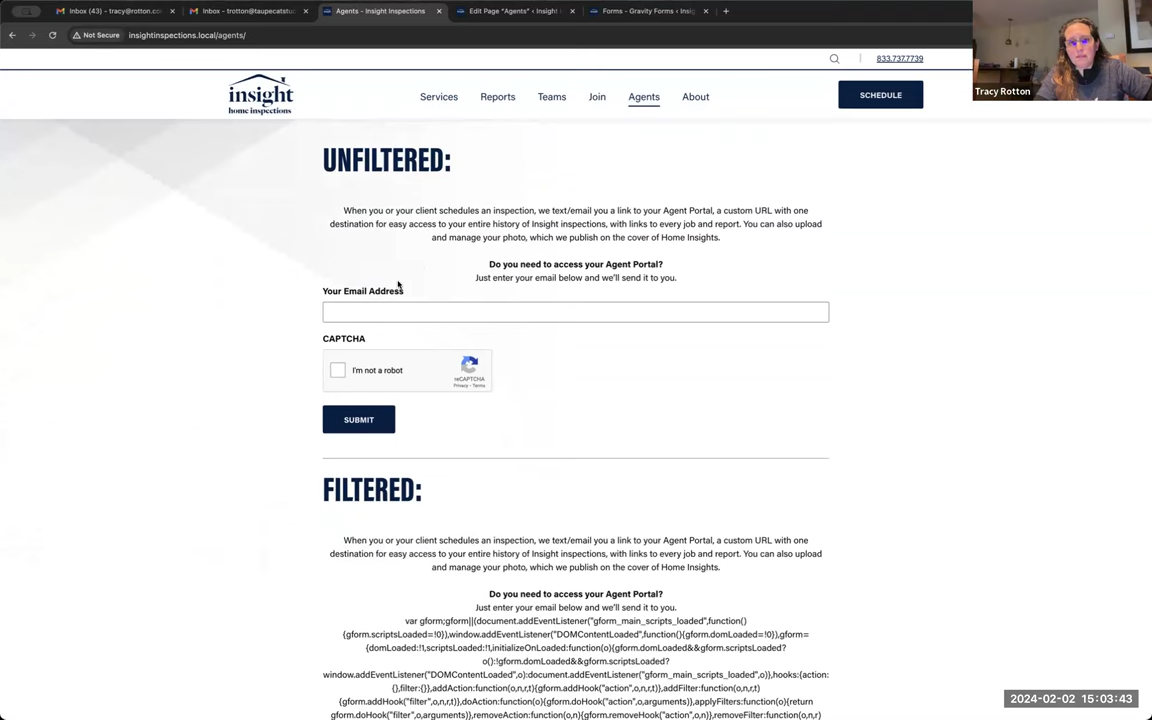 Inbox (43) - tracy@rotton.co
Inbox - trotton@taupecatstud
Agents - Insight Inspections
Edit Page "Agents" ‹ Insight
Forms - Gravity Forms ‹ Insig
Not Secure insightinspections.local/agents/
833.737.7739
insight
home inspections
Services Reports Teams Join Agents About
SCHEDULE
Tracy Rotton
UNFILTERED:
When you or your client schedules an inspection, we text/email you a link to your Agent Portal, a custom URL with one
destination for easy access to your entire history of Insight inspections, with links to every job and report. You can also upload
and manage your photo, which we publish on the cover of Home Insights.
Do you need to access your Agent Portal?
Just enter your email below and we'll send it to you.
Your Email Address
CAPTCHA
I'm not a robot
reCAPTCHA
Privacy - Terms
SUBMIT
FILTERED:
When you or your client schedules an inspection, we text/email you a link to your Agent Portal, a custom URL with one
destination for easy access to your entire history of Insight inspections, with links to every job and report. You can also upload
and manage your photo, which we publish on the cover of Home Insights.
Do you need to access your Agent Portal?
Just enter your email below and we'll send it to you.
var gform;gform||(document.addEventListener("gform_main_scripts_loaded",function()
{gform.scriptsLoaded=!0}),window.addEventListener("DOMContentLoaded",function(){gform.domLoaded=!0}),gform=
{domLoaded:!1,scriptsLoaded:!1,initializeOnLoaded:function(o){gform.domLoaded&&gform.scriptsLoaded?
o():!gform.domLoaded&&gform.scriptsLoaded?
window.addEventListener("DOMContentLoaded",o):document.addEventListener("gform_main_scripts_loaded",o)},hooks:{action:
{},filter:{}},addAction:function(o,n,r,t){gform.addHook("action",o,n,r,t)},addFilter:function(o,n,r,t)
{gform.addHook("filter",o,n,r,t)},doAction:function(o){gform.doHook("action",o,arguments)},applyFilters:function(o){return
gform.doHook("filter",o,arguments)},removeAction:function(o,n){gform.removeHook("action",o,n)},removeFilter:function(o,n,r)
2024-02-02 15:03:43